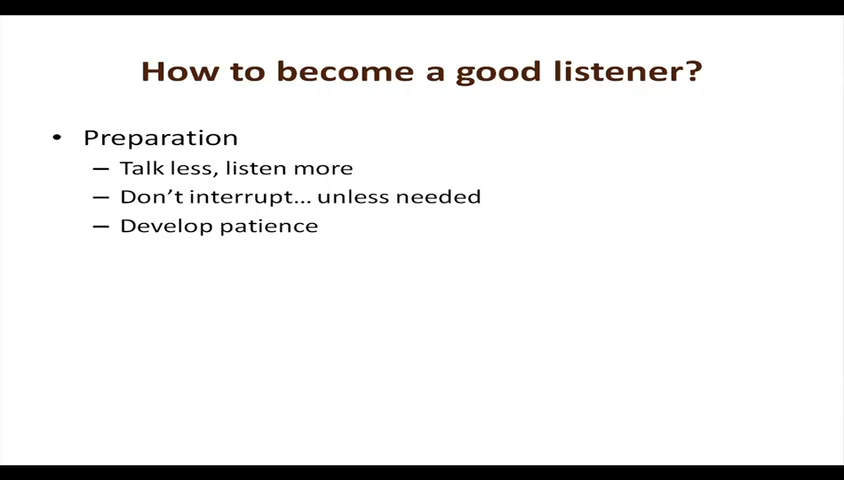 How to become a good listener?
• Preparation
– Talk less, listen more
– Don't interrupt... unless needed
– Develop patience